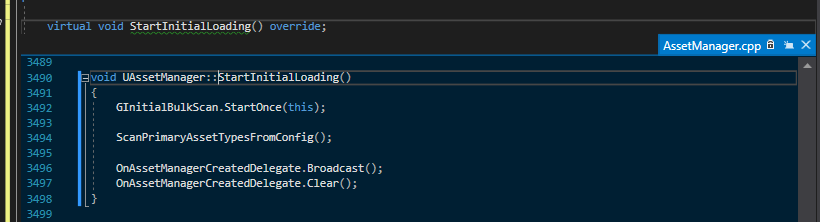 virtual void StartInitialLoading() override;
AssetManager.cpp
3489
3490 void UAssetManager::StartInitialLoading()
3491 {
3492 GInitialBulkScan.StartOnce(this);
3493
3494 ScanPrimaryAssetTypesFromConfig();
3495
3496 OnAssetManagerCreatedDelegate.Broadcast();
3497 OnAssetManagerCreatedDelegate.Clear();
3498 }
3499